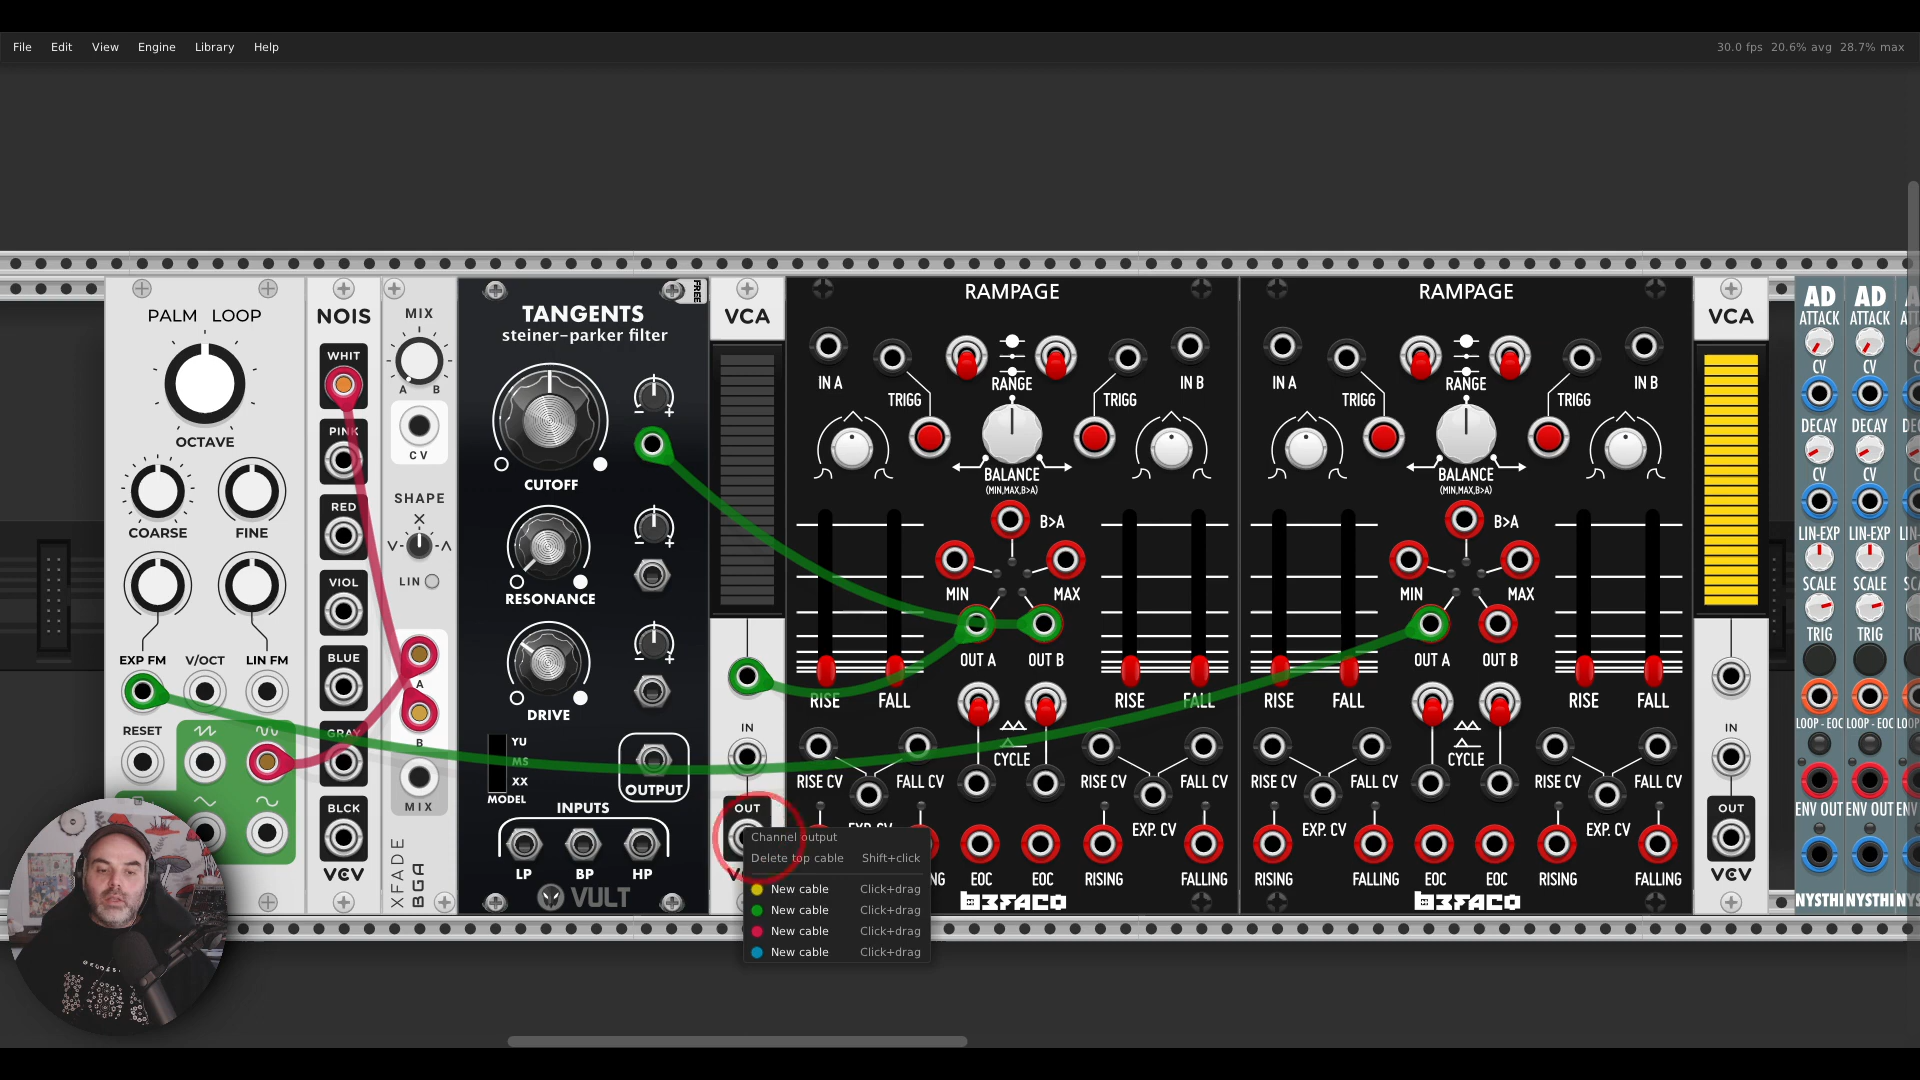 File Edit View Engine Library Help
30.0 fps 20.6% avg 28.7% max
PALM LOOP
OCTAVE
COARSE FINE
EXP FM V/OCT LIN FM
RESET
NOIS
WHIT
PINK
RED
VIOL
BLUE
GRAY
BLCK
VCV
MIX
A B
CV
SHAPE
LIN
A
B
MIX
XFADE
BGA
FREE
TANGENTS
steiner-parker filter
CUTOFF
RESONANCE
DRIVE
YU
MS
XX
MODEL
OUTPUT
INPUTS
LP BP HP
VULT
VCA
IN
OUT
Channel output
Delete top cable Shift+click
New cable Click+drag
New cable Click+drag
New cable Click+drag
New cable Click+drag
RAMPAGE
IN A RANGE IN B
TRIGG TRIGG
BALANCE
(MIN,MAX,B>A)
B>A
MIN MAX
OUT A OUT B
RISE FALL RISE FALL
CYCLE
RISE CV FALL CV RISE CV FALL CV
EXP. CV
EOC EOC RISING FALLING
B3FACO
RAMPAGE
IN A RANGE IN B
TRIGG TRIGG
BALANCE
(MIN,MAX,B>A)
B>A
MIN MAX
OUT A OUT B
RISE FALL RISE FALL
CYCLE
RISE CV FALL CV RISE CV FALL CV
EXP. CV EXP. CV
RISING FALLING EOC EOC RISING FALLING
B3FACO
VCA
IN
OUT
VCV
AD AD
ATTACK ATTACK
CV CV
DECAY DECAY
CV CV
LIN-EXP LIN-EXP
SCALE SCALE
TRIG TRIG
LOOP - EOC LOOP - EOC
ENV OUT ENV OUT
NYSTHI NYSTHI